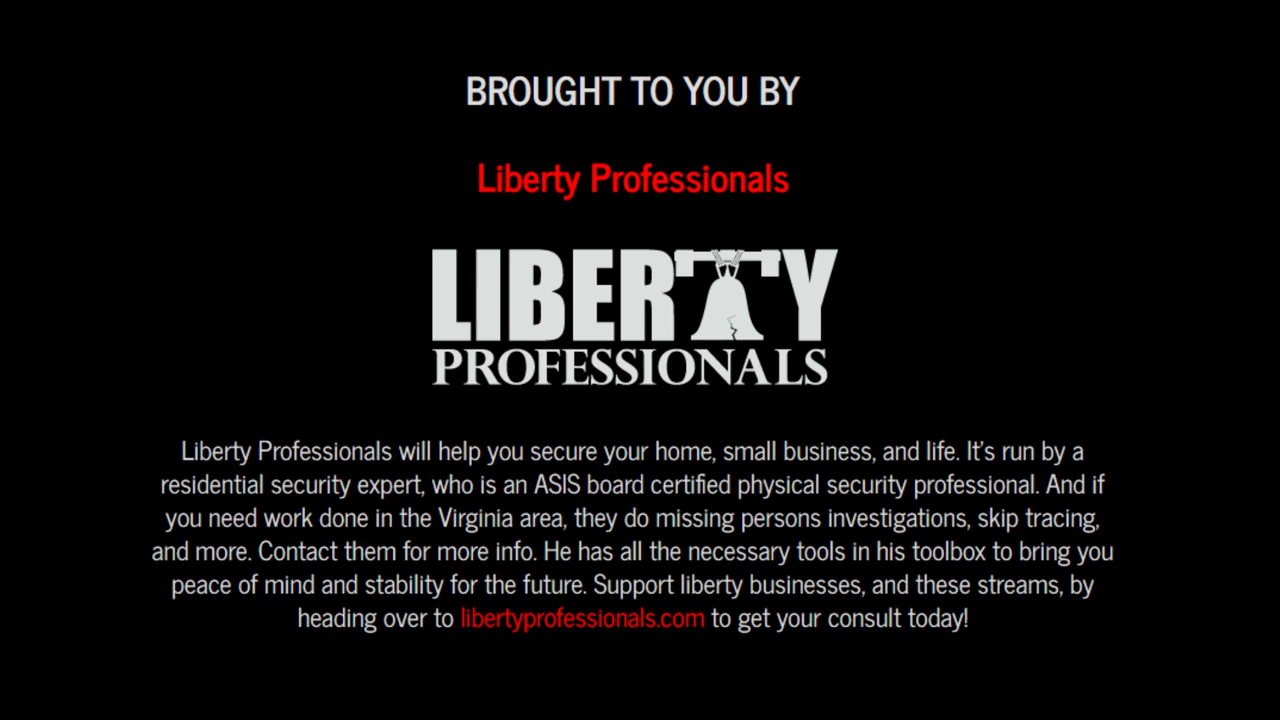 BROUGHT TO YOU BY
Liberty Professionals
LIBERTY
PROFESSIONALS
Liberty Professionals will help you secure your home, small business, and life. It's run by a
residential security expert, who is an ASIS board certified physical security professional. And if
you need work done in the Virginia area, they do missing persons investigations, skip tracing,
and more. Contact them for more info. He has all the necessary tools in his toolbox to bring you
peace of mind and stability for the future. Support liberty businesses, and these streams, by
heading over to libertyprofessionals.com to get your consult today!